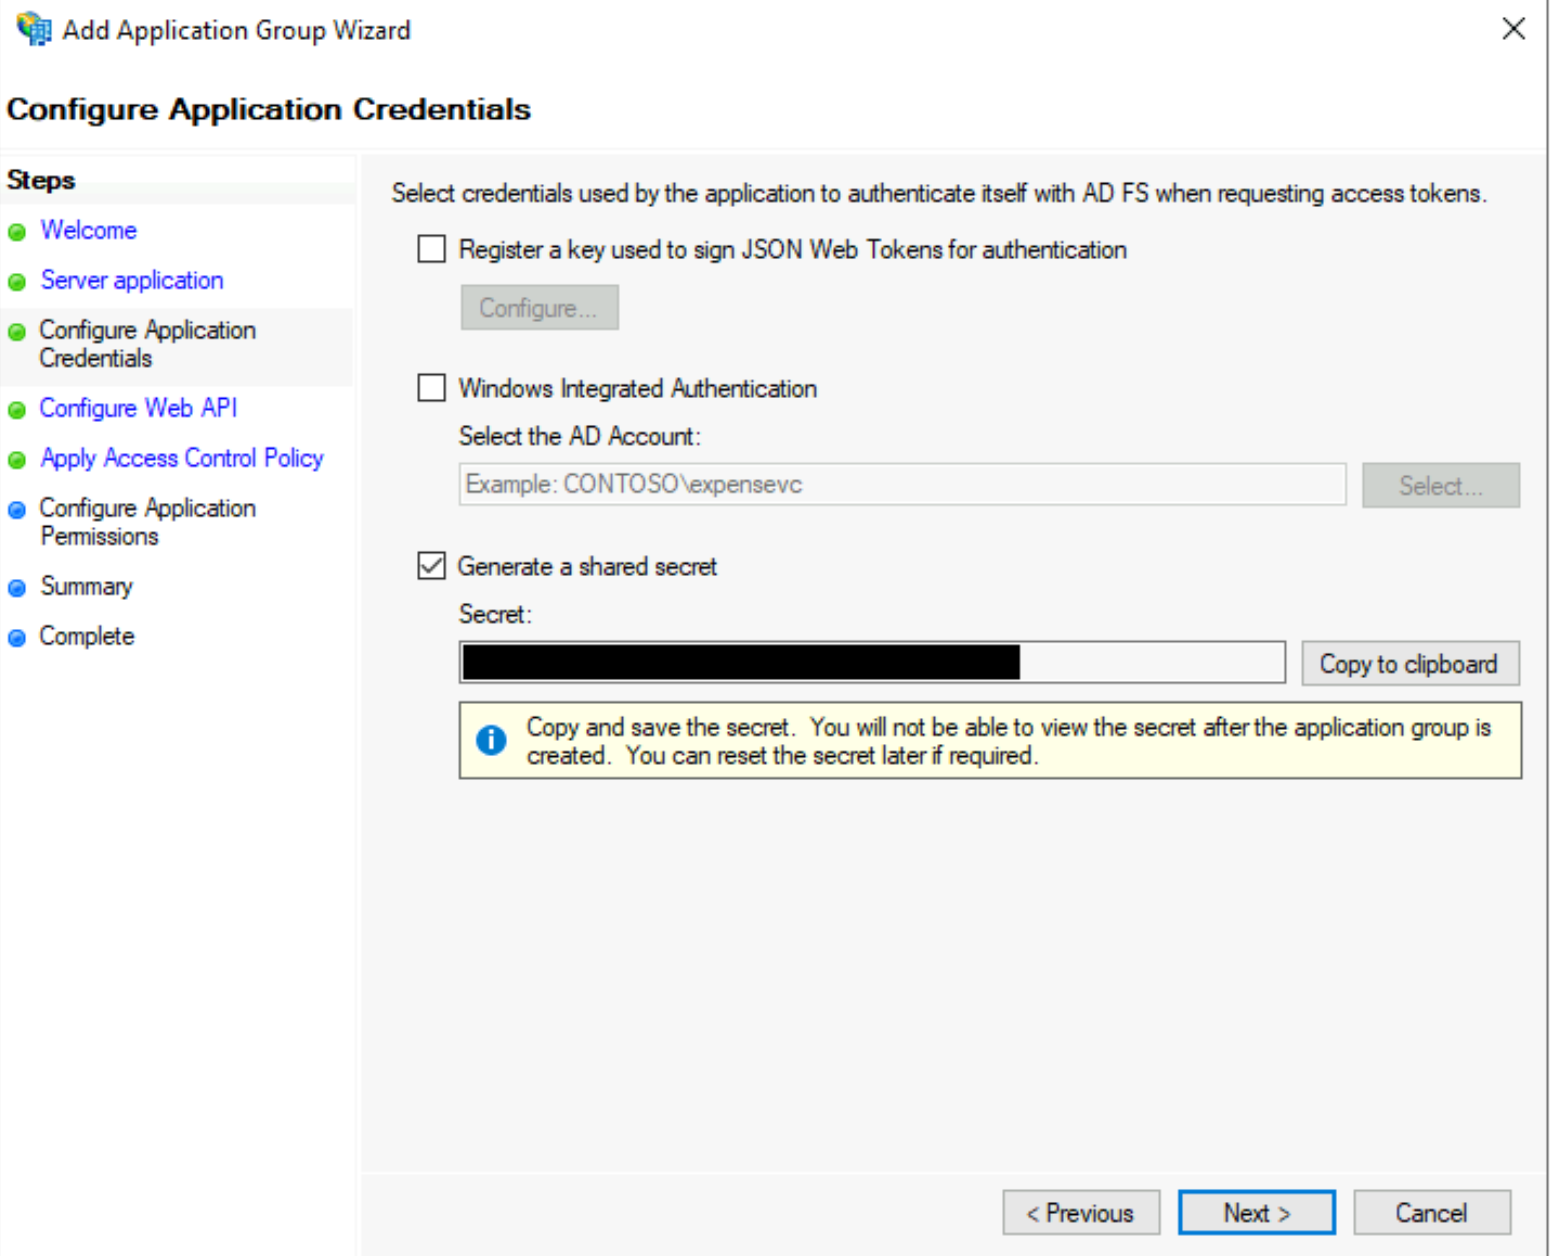 Add Application Group Wizard
Configure Application Credentials
Steps
Welcome
Server application
Configure Application
Credentials
Configure Web API
Apply Access Control Policy
Configure Application
Permissions
Summary
Complete
Select credentials used by the application to authenticate itself with AD FS when requesting access tokens.
Register a key used to sign JSON Web Tokens for authentication
Configure...
Windows Integrated Authentication
Select the AD Account:
Example: CONTOSO\expensevc
Select...
Generate a shared secret
Secret:
Copy to clipboard
Copy and save the secret. You will not be able to view the secret after the application group is
created. You can reset the secret later if required.
< Previous
Next >
Cancel